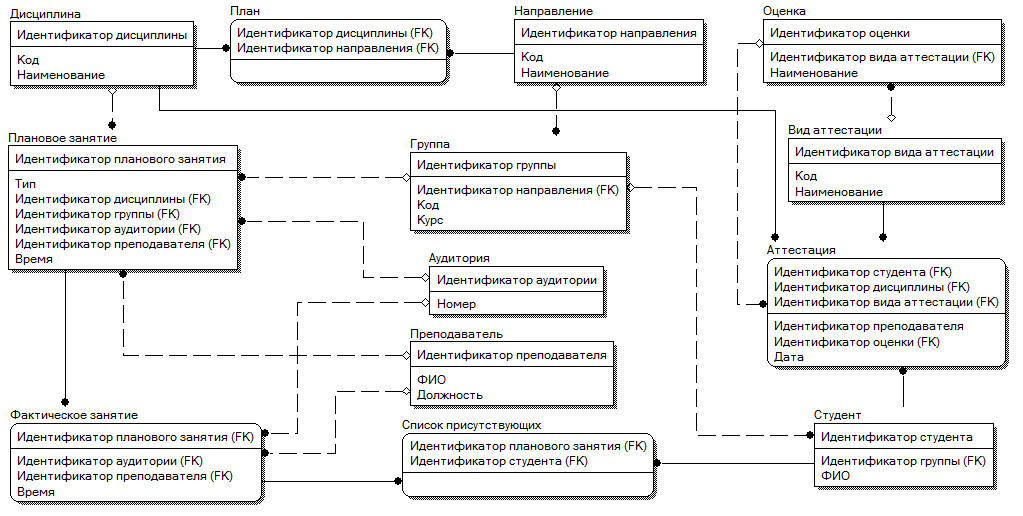 Дисциплина
Идентификатор дисциплины
Код
Наименование
План
Идентификатор дисциплины (FK)
Идентификатор направления (FK)
Направление
Идентификатор направления
Код
Наименование
Оценка
Идентификатор оценки
Идентификатор вида аттестации (FK)
Наименование
Плановое занятие
Идентификатор планового занятия
Тип
Идентификатор дисциплины (FK)
Идентификатор группы (FK)
Идентификатор аудитории (FK)
Идентификатор преподавателя (FK)
Время
Группа
Идентификатор группы
Идентификатор направления (FK)
Код
Курс
Вид аттестации
Идентификатор вида аттестации
Код
Наименование
Аудитория
Идентификатор аудитории
Номер
Аттестация
Идентификатор студента (FK)
Идентификатор дисциплины (FK)
Идентификатор вида аттестации (FK)
Идентификатор преподавателя
Идентификатор оценки (FK)
Дата
Преподаватель
Идентификатор преподавателя
ФИО
Должность
Фактическое занятие
Идентификатор планового занятия (FK)
Идентификатор аудитории (FK)
Идентификатор преподавателя (FK)
Время
Список присутствующих
Идентификатор планового занятия (FK)
Идентификатор студента (FK)
Студент
Идентификатор студента
Идентификатор группы (FK)
ФИО